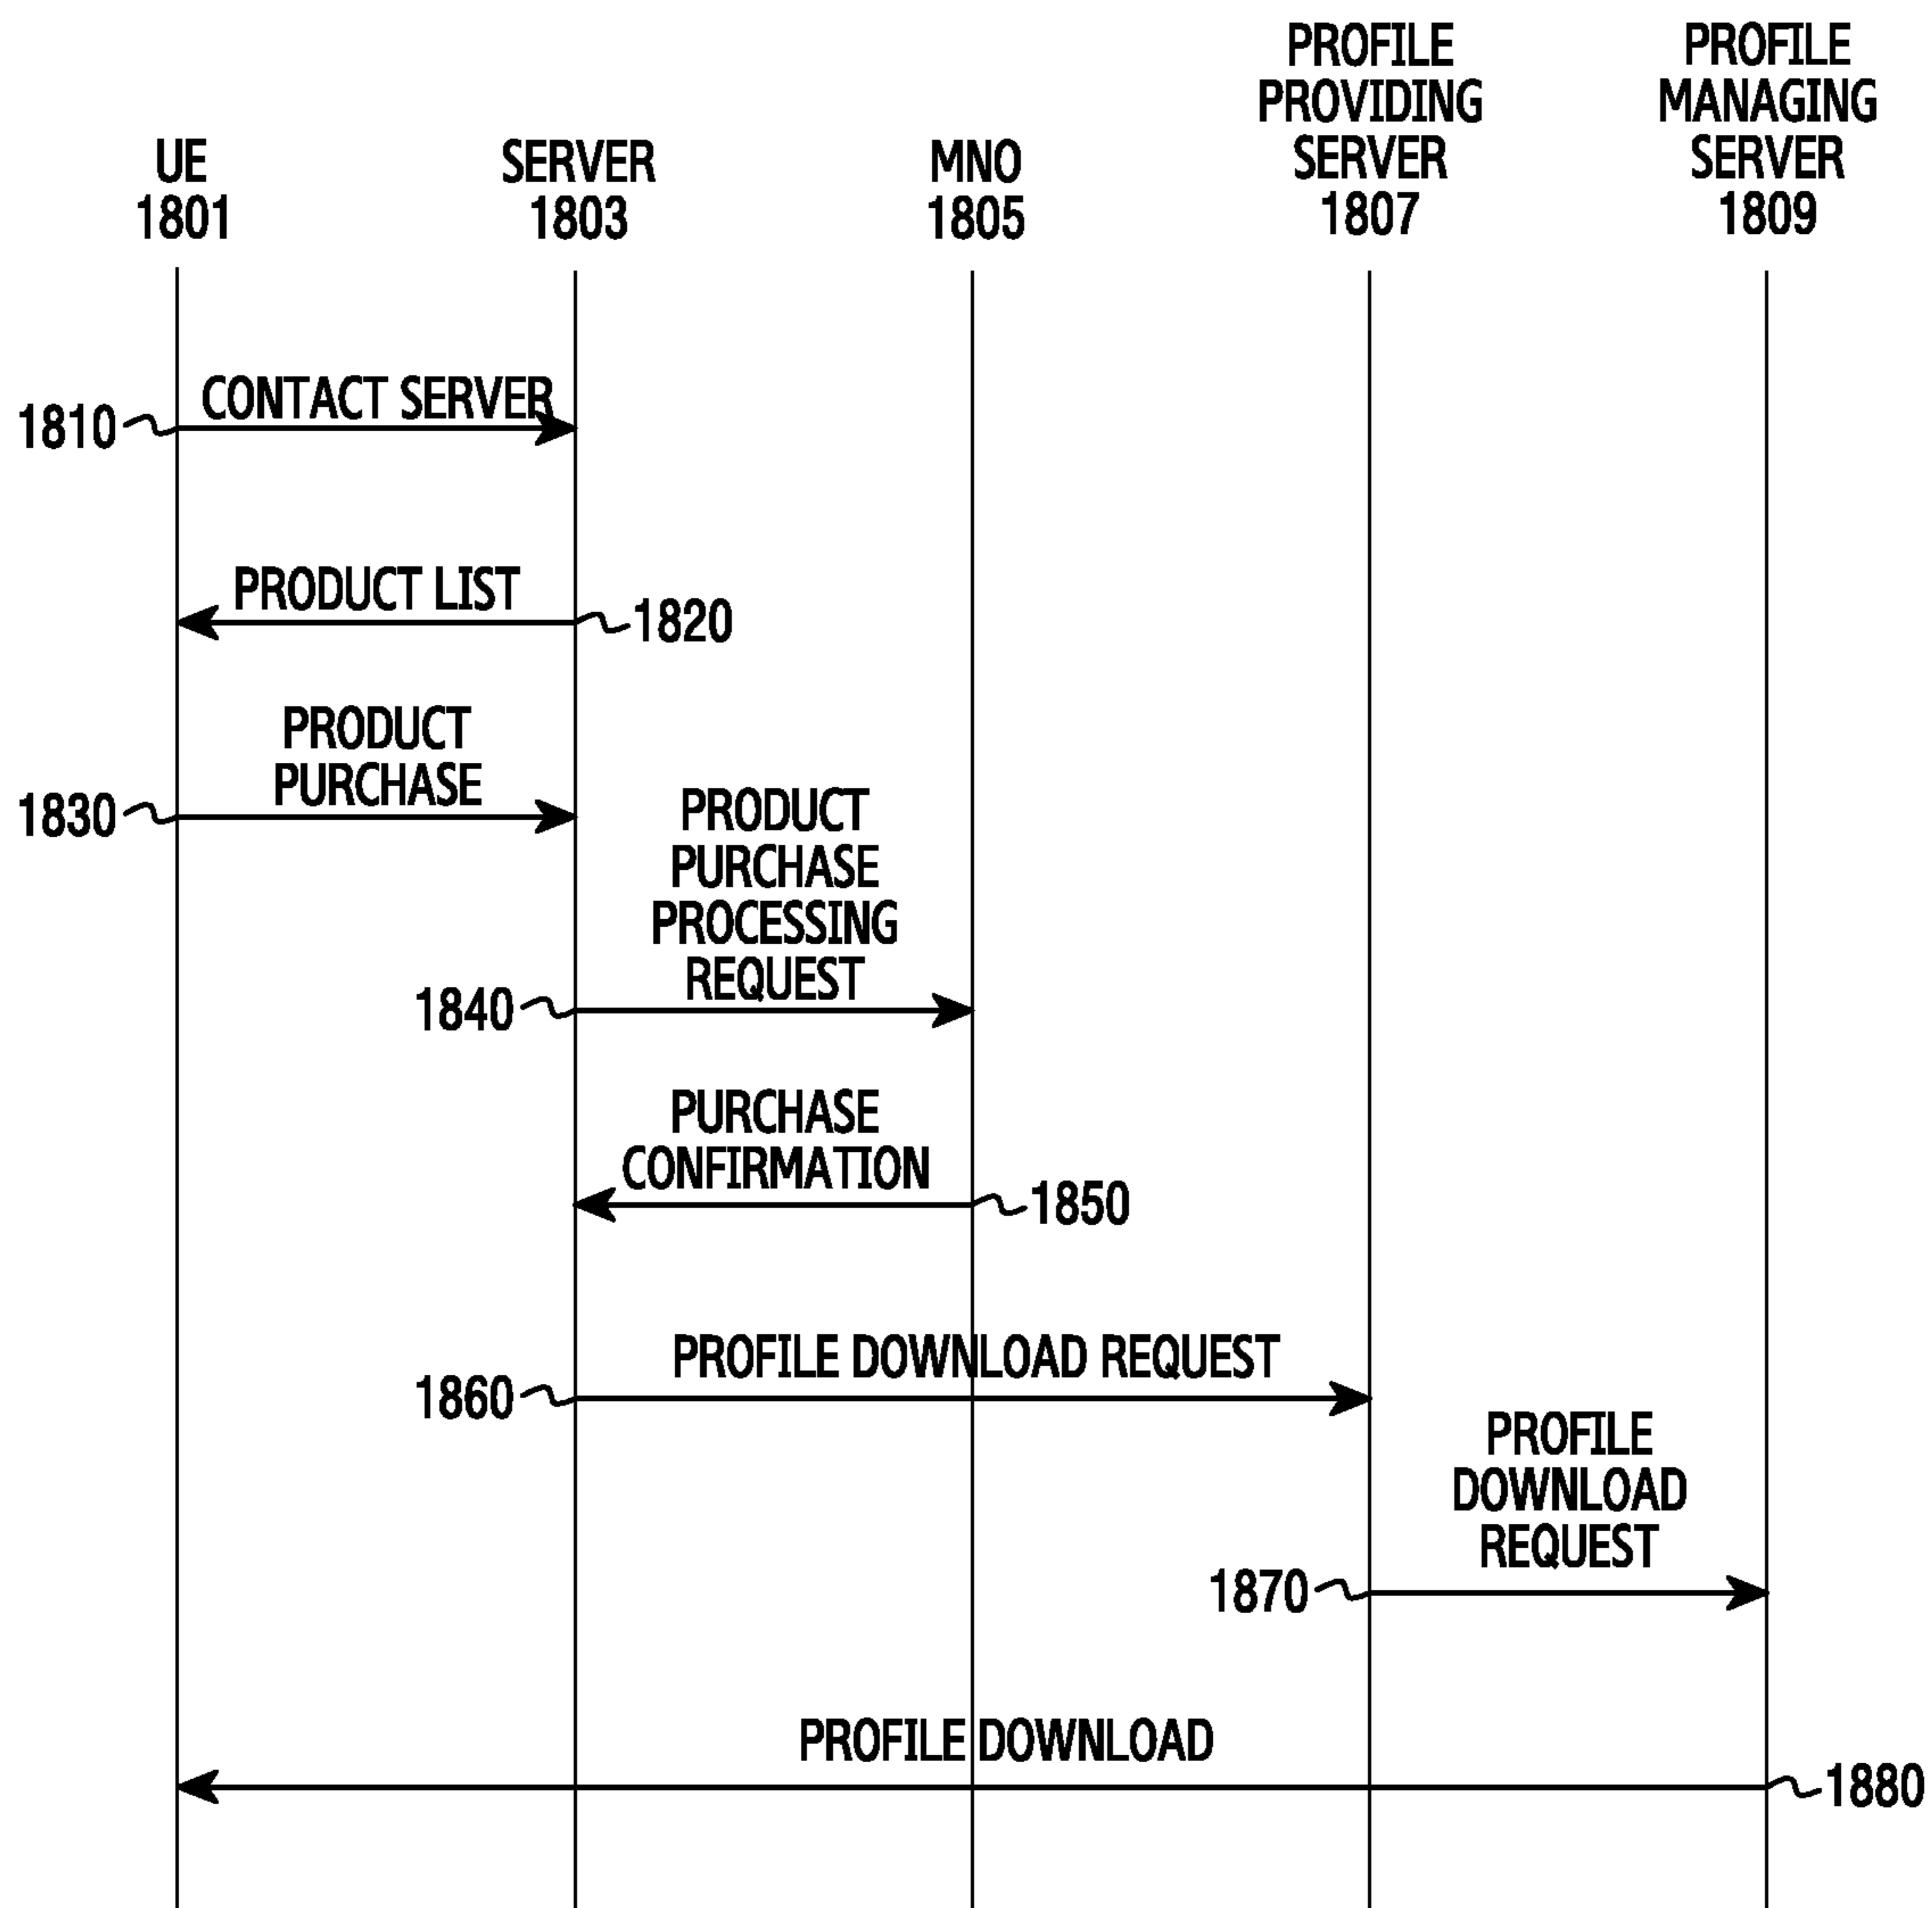 UE
1801
SERVER
1803
MNO
1805
PROFILE
PROVIDING
SERVER
1807
PROFILE
MANAGING
SERVER
1809
1810
CONTACT SERVER
PRODUCT LIST
1820
PRODUCT
PURCHASE
1830
PRODUCT
PURCHASE
PROCESSING
REQUEST
1840
PURCHASE
CONFIRMATION
1850
PROFILE DOWNLOAD REQUEST
1860
PROFILE
DOWNLOAD
REQUEST
1870
PROFILE DOWNLOAD
1880